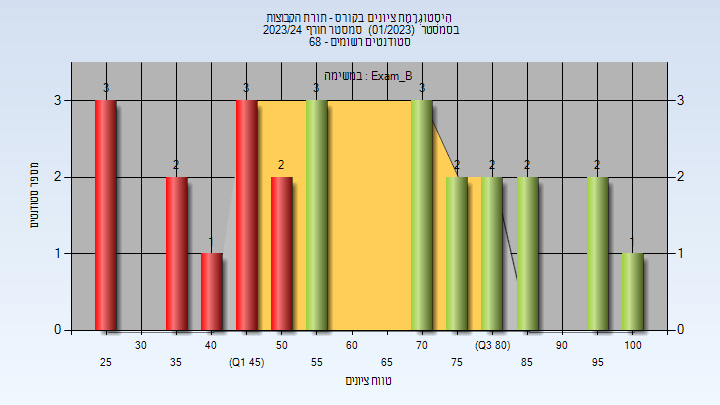 היסטוגרמת ציונים בקורס - תורת הקבוצות
בסמסטר (01/2023) סמסטר חורף 2023/24
סטודנטים רשומים - 68
במשימה : Exam_B
מספר סטודנטים
3 2 1 0
3 2 1 0
3 2 1 3 2 3 3 2 2 2 2 1
30 40 50 60 70 (Q3 80) 90 100
25 35 (Q1 45) 55 65 75 85 95
טווח ציונים